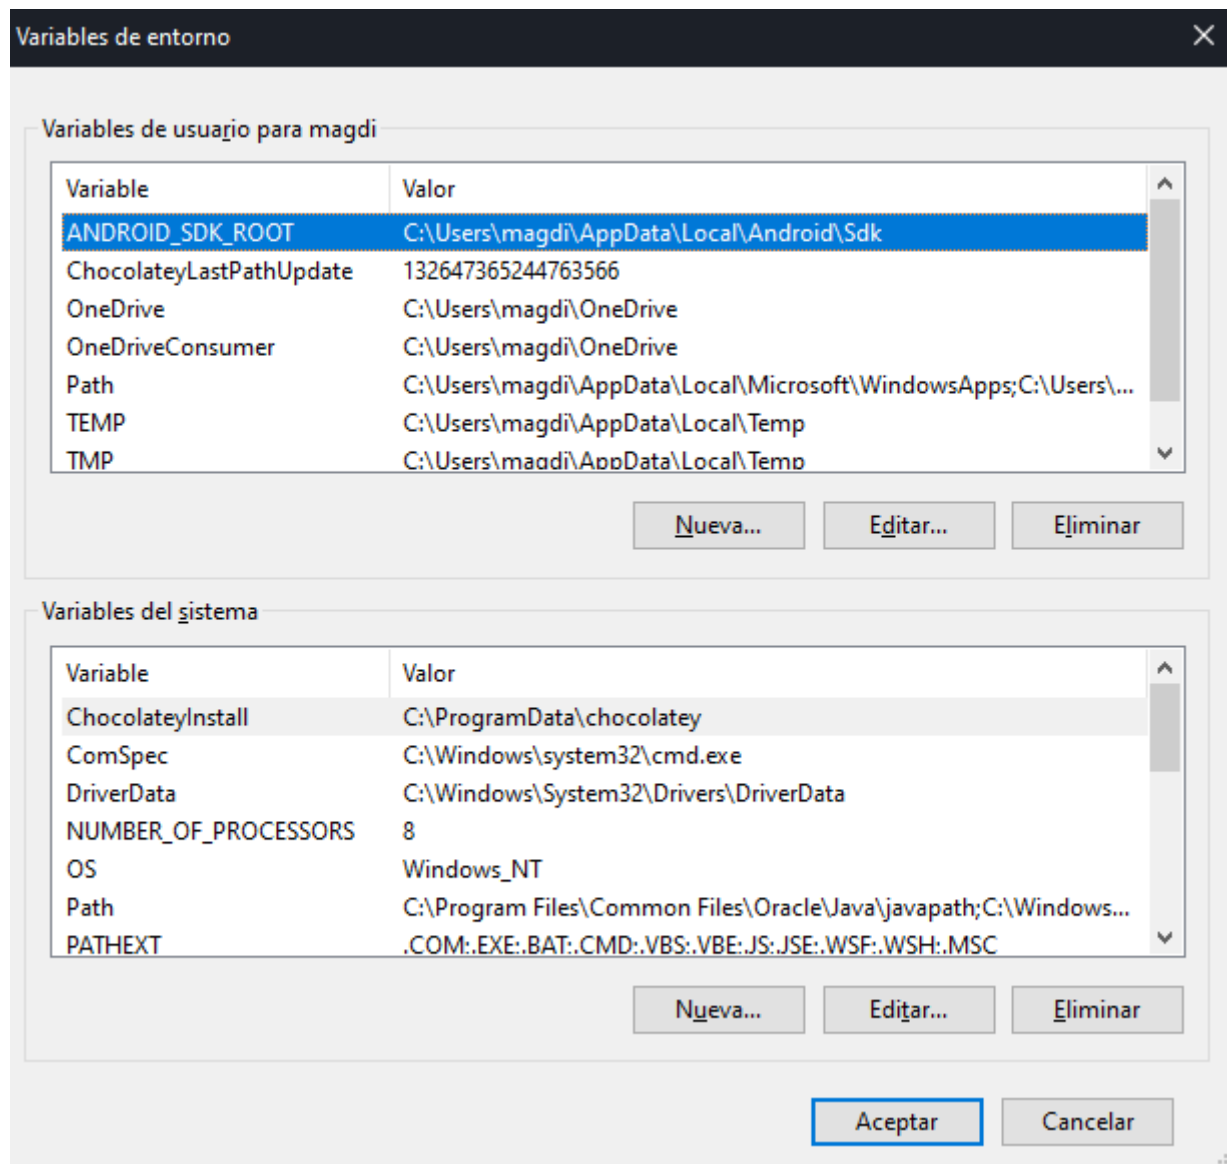 Variables de entorno
Variables de usuario para magdi
Variable Valor
ANDROID_SDK_ROOT C:\Users\magdi\AppData\Local\Android\Sdk
ChocolateyLastPathUpdate 132647365244763566
OneDrive C:\Users\magdi\OneDrive
OneDriveConsumer C:\Users\magdi\OneDrive
Path C:\Users\magdi\AppData\Local\Microsoft\WindowsApps;C:\Users\...
TEMP C:\Users\magdi\AppData\Local\Temp
TMP C:\Users\magdi\AppData\Local\Temp
Nueva... Editar... Eliminar
Variables del sistema
Variable Valor
ChocolateyInstall C:\ProgramData\chocolatey
ComSpec C:\Windows\system32\cmd.exe
DriverData C:\Windows\System32\Drivers\DriverData
NUMBER_OF_PROCESSORS 8
OS Windows_NT
Path C:\Program Files\Common Files\Oracle\Java\javapath;C:\Windows...
PATHEXT .COM;.EXE;.BAT;.CMD;.VBS;.VBE;.JS;.JSE;.WSF;.WSH;.MSC
Nueva... Editar... Eliminar
Aceptar Cancelar